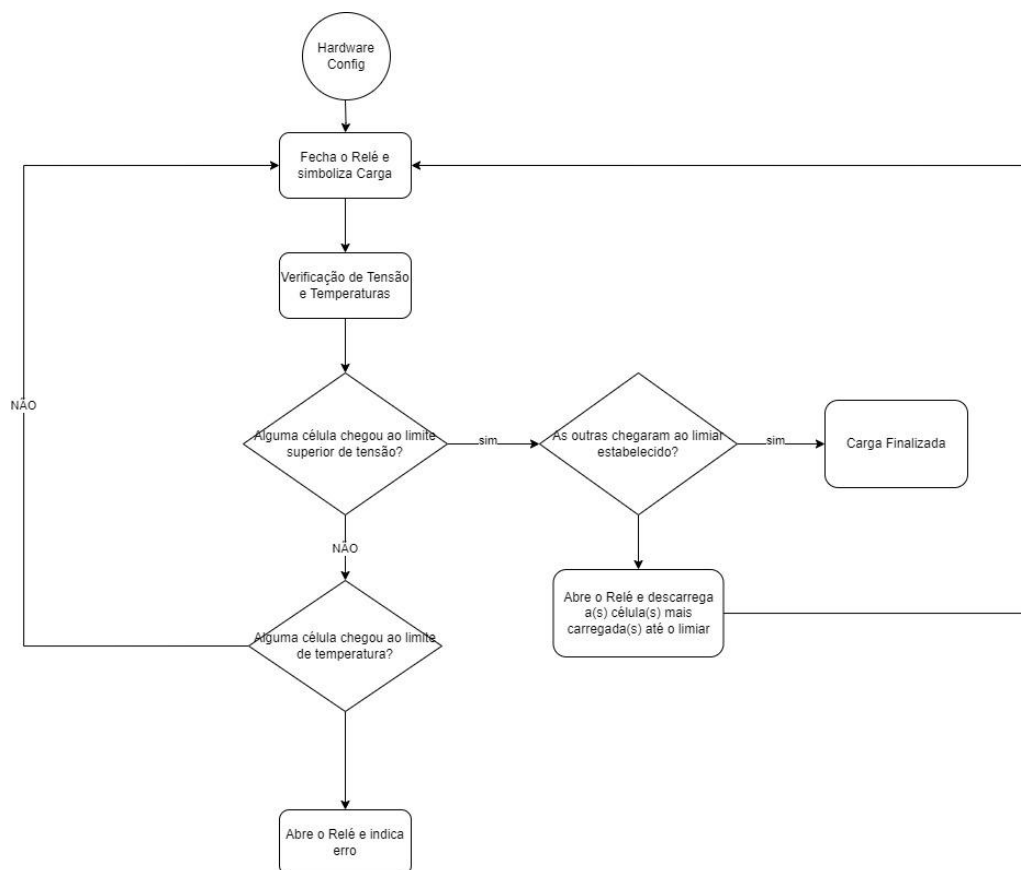 Hardware
Config
Fecha o Relé e
simboliza Carga
Verificação de Tensão
e Temperaturas
NÃO
Alguma célula chegou ao limite
superior de tensão?
sim
As outras chegaram ao limiar
estabelecido?
sim
Carga Finalizada
NÃO
Abre o Relé e descarrega
a(s) célula(s) mais
carregada(s) até o limiar
Alguma célula chegou ao limite
de temperatura?
Abre o Relé e indica
erro